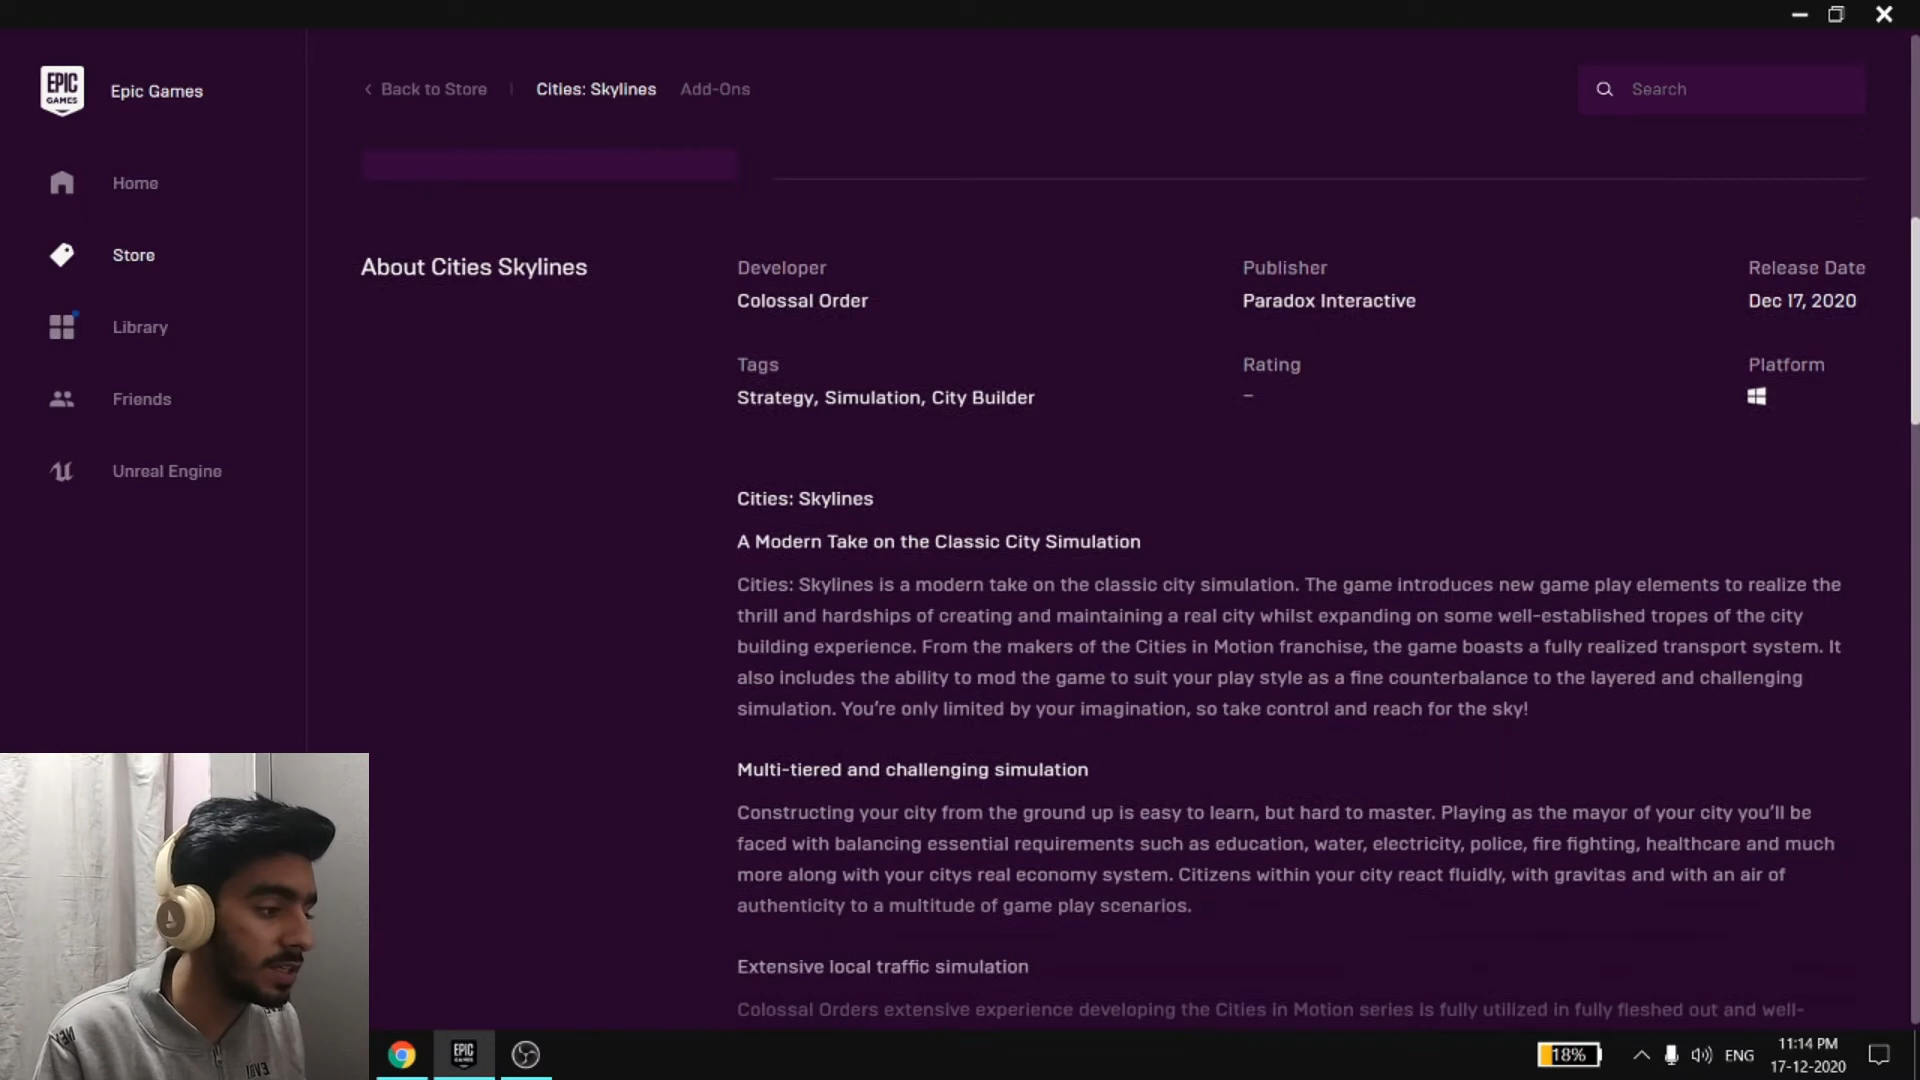 EPIC
GAMES
Epic Games
Back to Store
Cities: Skylines
Add-Ons
Search
Home
Store
Library
Friends
Unreal Engine
About Cities Skylines
Developer
Colossal Order
Publisher
Paradox Interactive
Release Date
Dec 17, 2020
Tags
Strategy, Simulation, City Builder
Rating
–
Platform
Cities: Skylines
A Modern Take on the Classic City Simulation
Cities: Skylines is a modern take on the classic city simulation. The game introduces new game play elements to realize the
thrill and hardships of creating and maintaining a real city whilst expanding on some well-established tropes of the city
building experience. From the makers of the Cities in Motion franchise, the game boasts a fully realized transport system. It
also includes the ability to mod the game to suit your play style as a fine counterbalance to the layered and challenging
simulation. You're only limited by your imagination, so take control and reach for the sky!
Multi-tiered and challenging simulation
Constructing your city from the ground up is easy to learn, but hard to master. Playing as the mayor of your city you'll be
faced with balancing essential requirements such as education, water, electricity, police, fire fighting, healthcare and much
more along with your citys real economy system. Citizens within your city react fluidly, with gravitas and with an air of
authenticity to a multitude of game play scenarios.
Extensive local traffic simulation
Colossal Orders extensive experience developing the Cities in Motion series is fully utilized in fully fleshed out and well-
EPIC
GAMES
18%
ENG
11:14 PM
17-12-2020